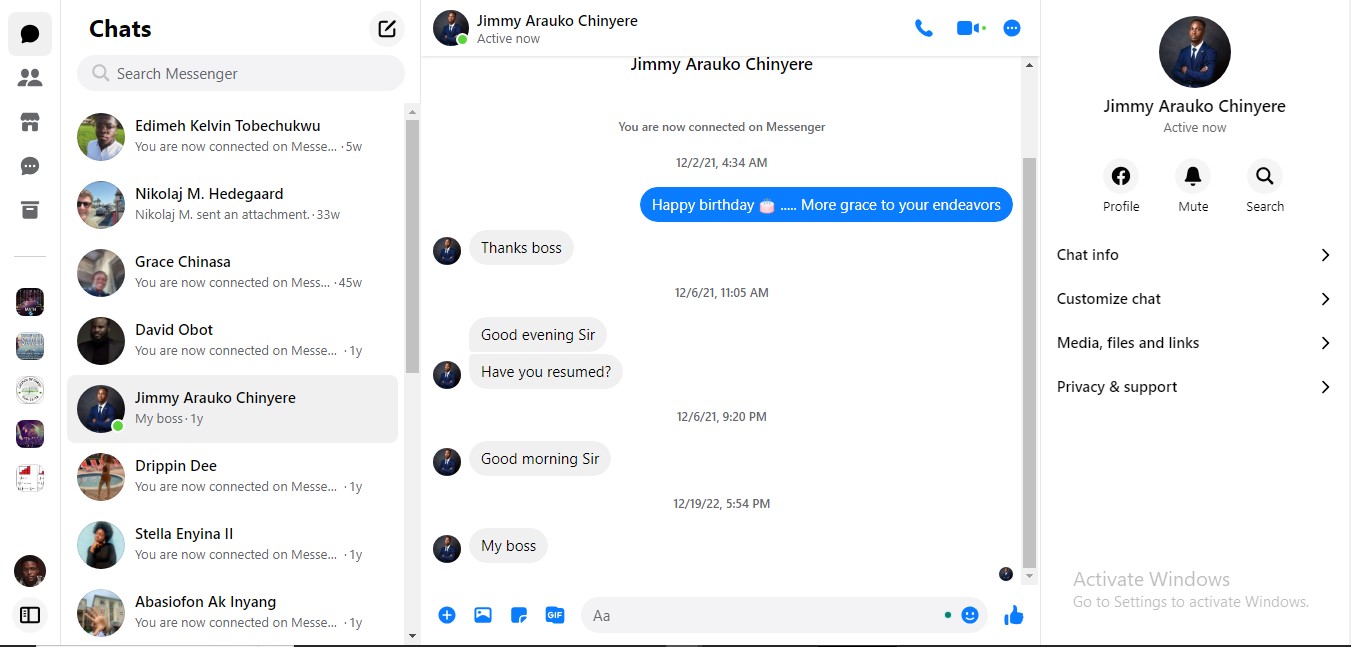 Chats
Search Messenger
Edimeh Kelvin Tobechukwu
You are now connected on Messe... · 5w
Nikolaj M. Hedegaard
Nikolaj M. sent an attachment. · 33w
Grace Chinasa
You are now connected on Mess... · 45w
David Obot
You are now connected on Messe... · 1y
Jimmy Arauko Chinyere
My boss · 1y
Drippin Dee
You are now connected on Messe... · 1y
Stella Enyina II
You are now connected on Messe... · 1y
Abasiofon Ak Inyang
You are now connected on Messe... · 1y
Jimmy Arauko Chinyere
Active now
Jimmy Arauko Chinyere
You are now connected on Messenger
12/2/21, 4:34 AM
Happy birthday 🎂 ..... More grace to your endeavors
Thanks boss
12/6/21, 11:05 AM
Good evening Sir
Have you resumed?
12/6/21, 9:20 PM
Good morning Sir
12/19/22, 5:54 PM
My boss
GIF
Aa
Jimmy Arauko Chinyere
Active now
Profile Mute Search
Chat info
Customize chat
Media, files and links
Privacy & support
Activate Windows
Go to Settings to activate Windows.